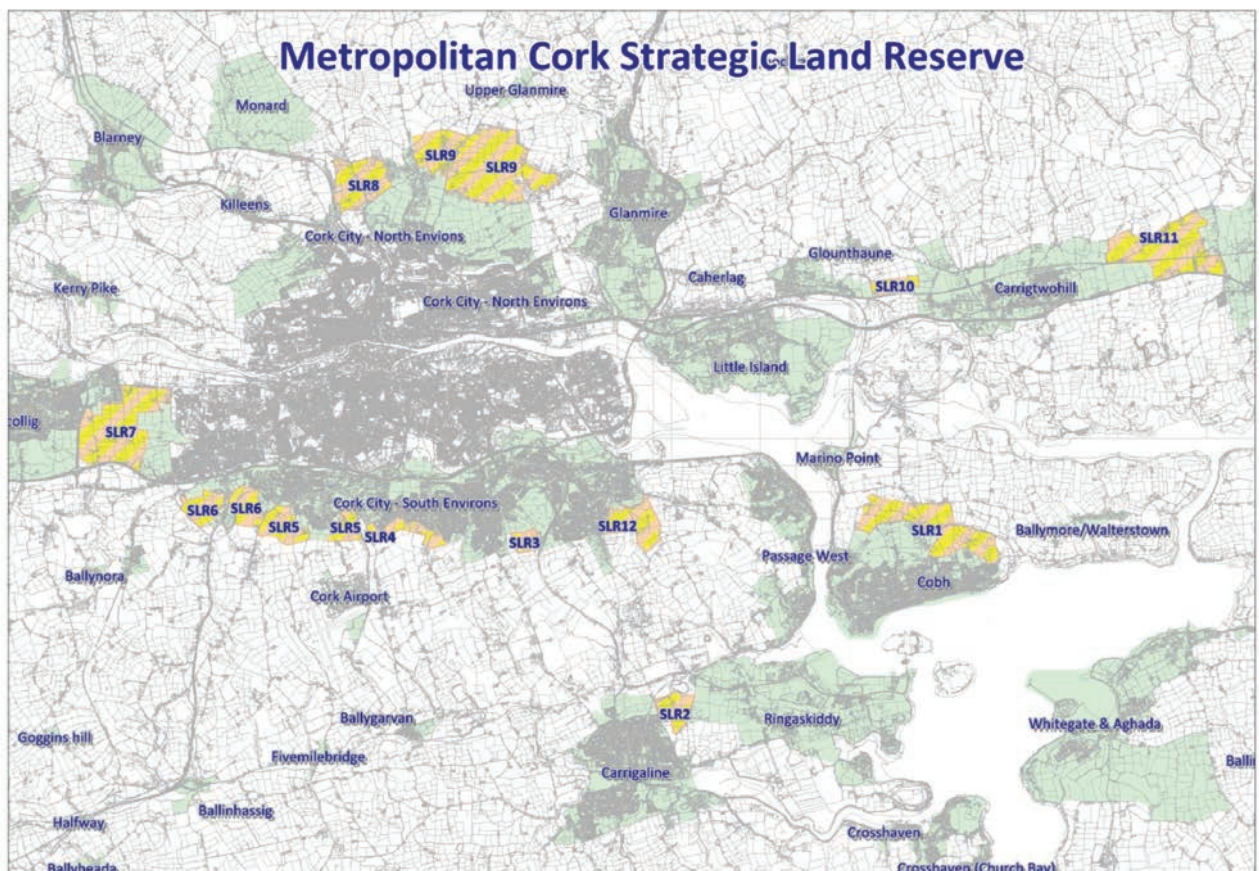 Metropolitan Cork Strategic Land Reserve
Upper Glanmire
Monard
Blarney
SLR9
SLR9
SLR8
Killeens
Glanmire
Cork City - North Envions
SLR11
Glounthaune
Caherlag
SLR10
Carrigtwohill
Kerry Pike
Cork City - North Environs
Little Island
collig
SLR7
Marino Point
SLR6
SLR6
Cork City - South Environs
SLR5
SLR5
SLR4
SLR3
SLR12
SLR1
Ballymore/Walterstown
Passage West
Ballynora
Cobh
Cork Airport
SLR2
Ballygarvan
Ringaskiddy
Whitegate & Aghada
Goggins hill
Fivemilebridge
Ballin
Carrigaline
Ballinhassig
Halfway
Crosshaven
Ballyheada
Crosshaven (Church Bay)